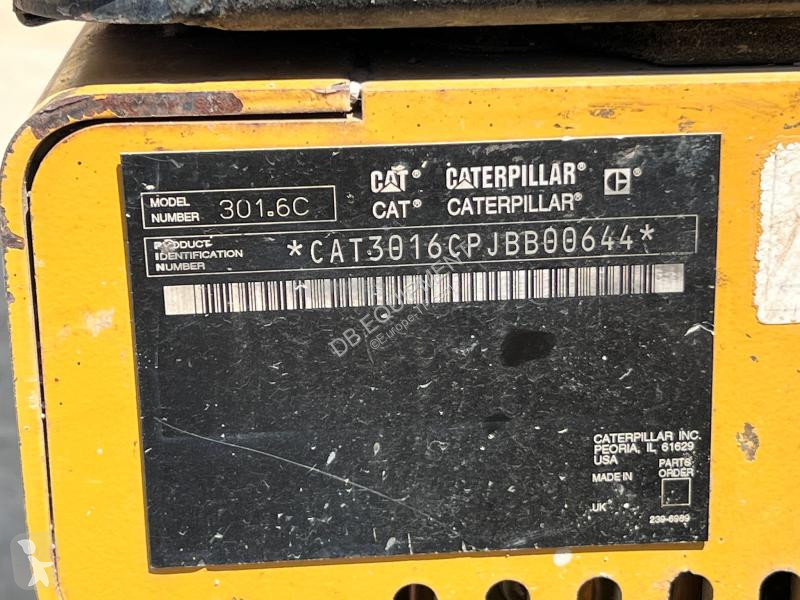 CAT® CATERPILLAR® C®
CAT® CATERPILLAR®
MODEL NUMBER 301.6C
PRODUCT IDENTIFICATION NUMBER *CAT3016CPJBB00644*
DB EQUIPEMENT
CATERPILLAR INC.
PEORIA, IL 61629
USA
PARTS ORDER
MADE IN
UK
239-6989